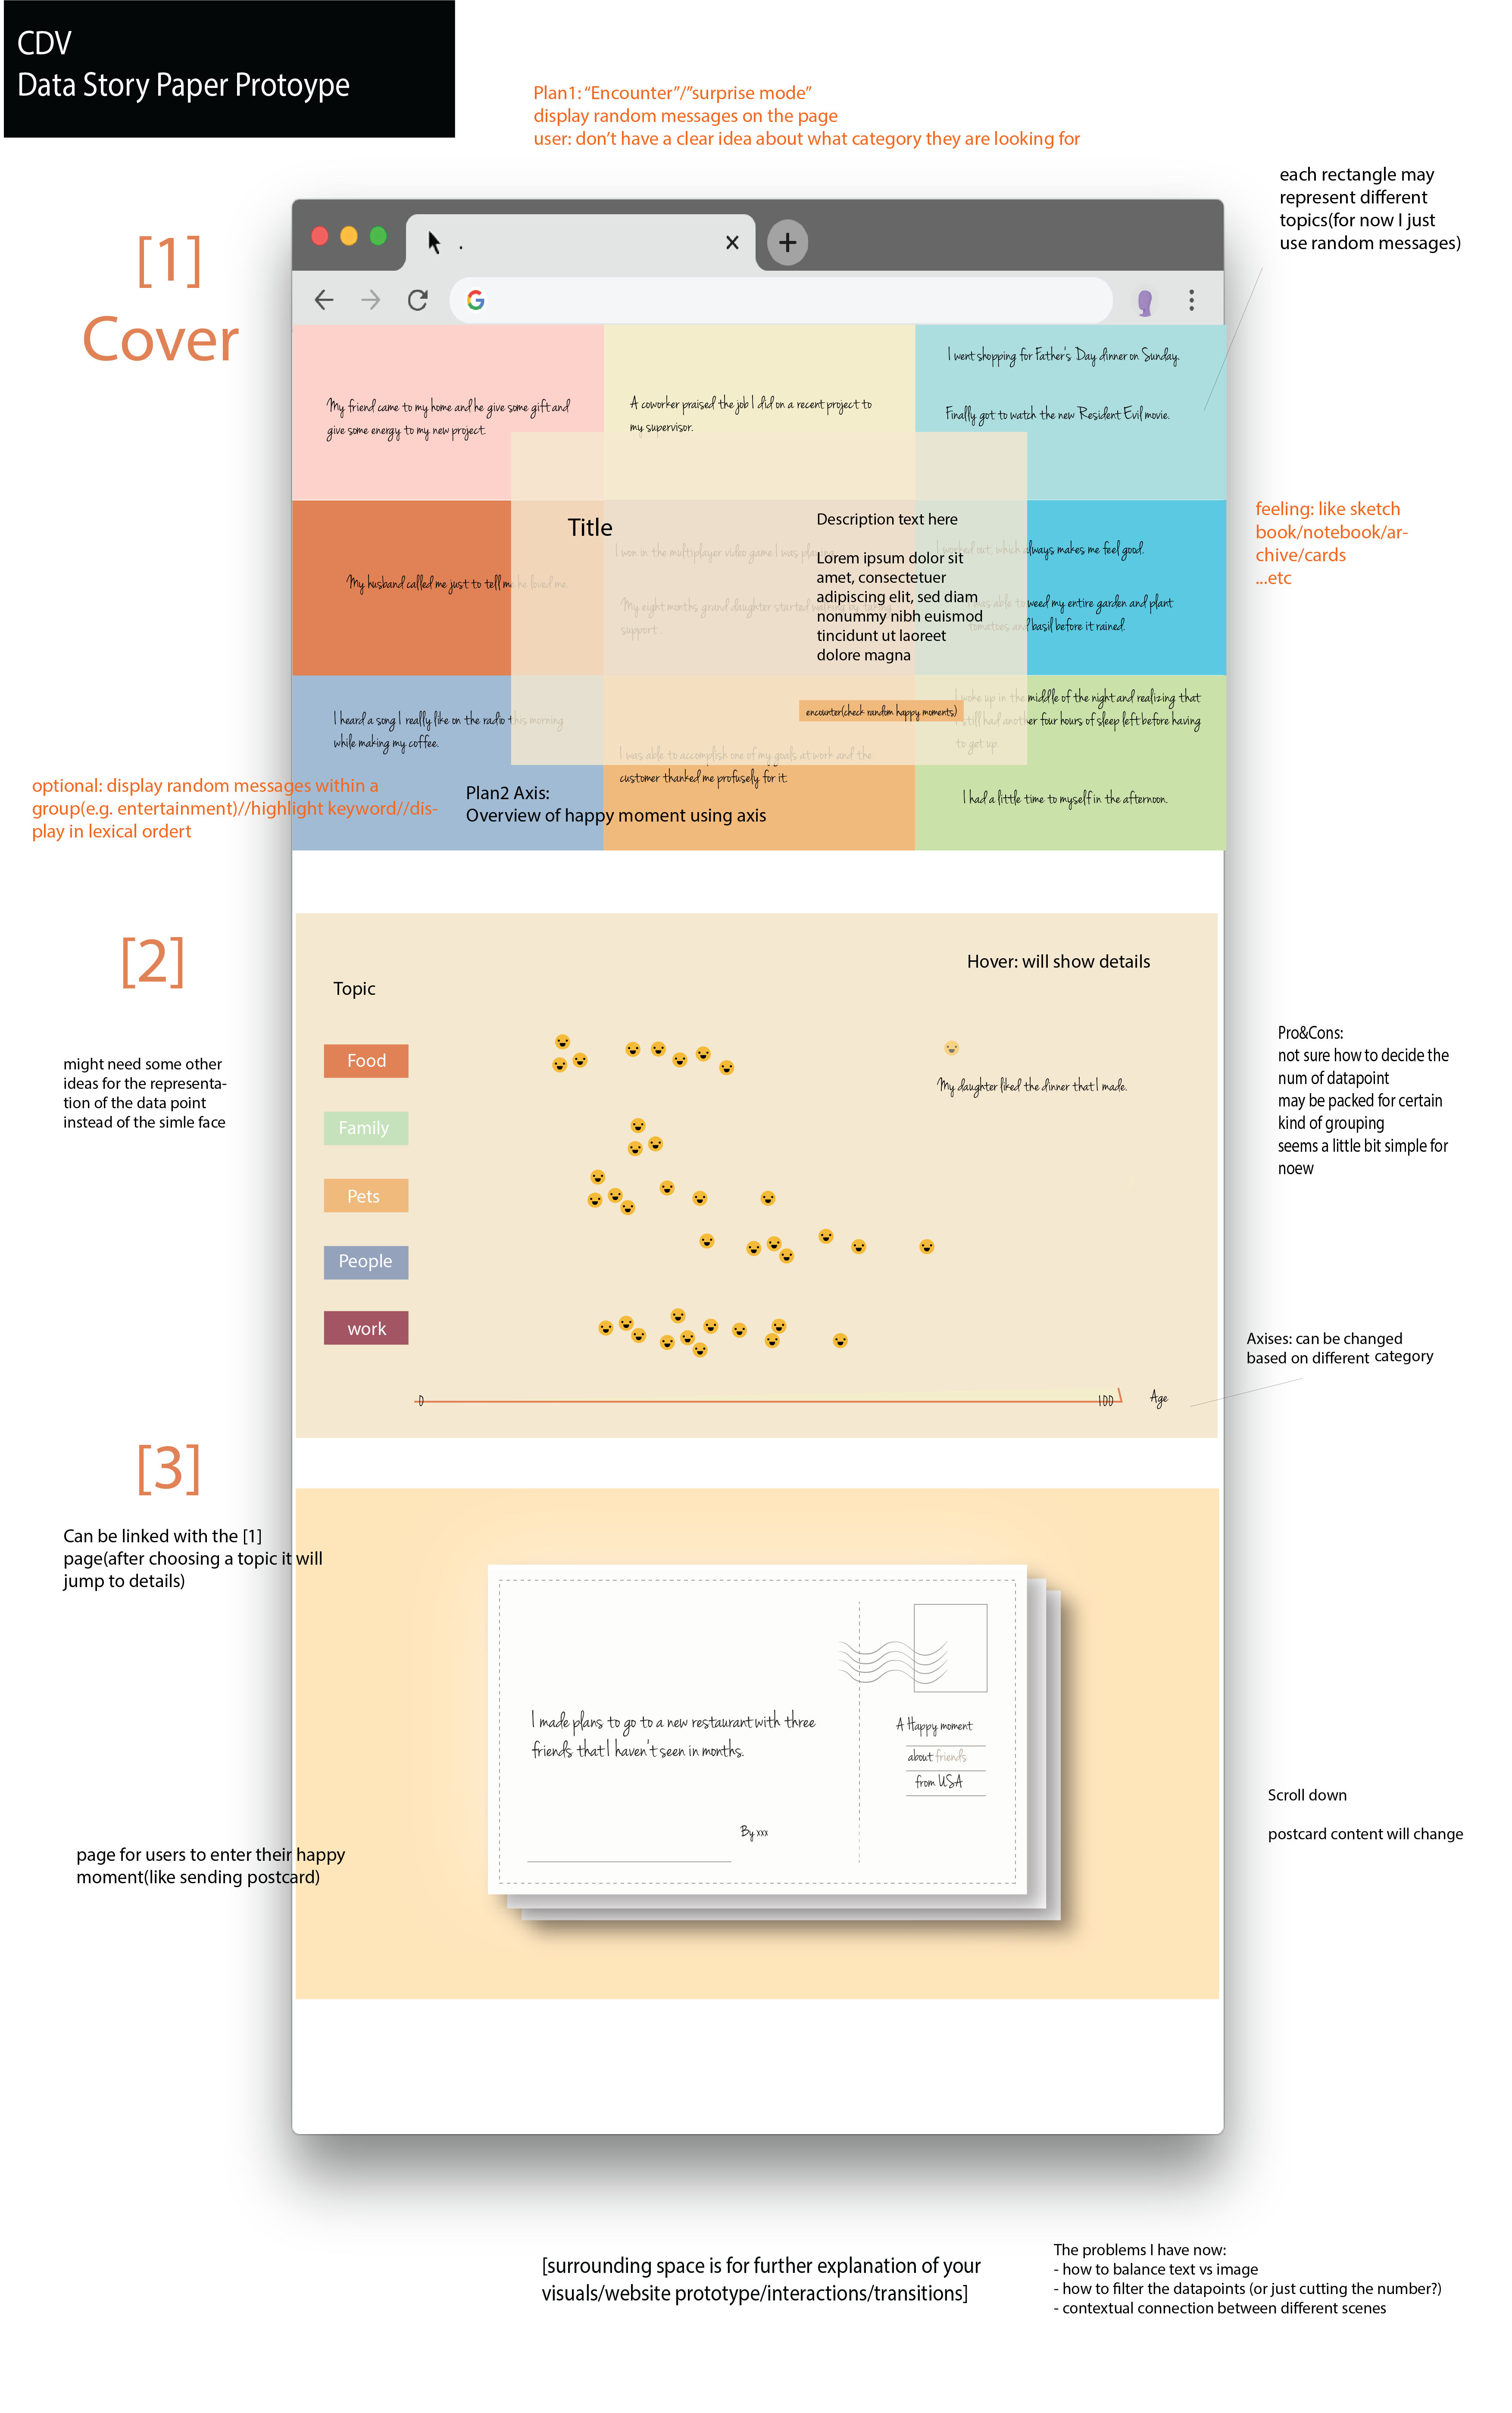 CDV
Data Story Paper Protoype
Plan1: “Encounter”/”surprise mode”
display random messages on the page
user: don’t have a clear idea about what category they are looking for
each rectangle may
represent different
topics(for now I just
use random messages)
[1]
Cover
.
My friend came to my home and he give some gift and
give some energy to my new project.
A coworker praised the job I did on a recent project to
my supervisor.
I went shopping for Father's Day dinner on Sunday.
Finally got to watch the new Resident Evil movie.
Title
My husband called me just to tell me he loved me.
I won in the multiplayer video game I was playing.
My eight months grand daughter started walking by taking
support .
Description text here
Lorem ipsum dolor sit
amet, consectetuer
adipiscing elit, sed diam
nonummy nibh euismod
tincidunt ut laoreet
dolore magna
I worked out, which always makes me feel good.
I was able to weed my entire garden and plant
tomatoes and basil before it rained.
feeling: like sketch
book/notebook/ar-
chive/cards
...etc
I heard a song I really like on the radio this morning
while making my coffee.
encounter(check random happy moments)
I was able to accomplish one of my goals at work and the
customer thanked me profusely for it.
I woke up in the middle of the night and realizing that
I still had another four hours of sleep left before having
to get up.
I had a little time to myself in the afternoon.
optional: display random messages within a
group(e.g. entertainment)//highlight keyword//dis-
play in lexical ordert
Plan2 Axis:
Overview of happy moment using axis
[2]
might need some other
ideas for the representa-
tion of the data point
instead of the simle face
Topic
Hover: will show details
Food
My daughter liked the dinner that I made.
Family
Pets
People
work
0
100
Age
Pro&Cons:
not sure how to decide the
num of datapoint
may be packed for certain
kind of grouping
seems a little bit simple for
noew
Axises: can be changed
based on different category
[3]
Can be linked with the [1]
page(after choosing a topic it will
jump to details)
I made plans to go to a new restaurant with three
friends that I haven't seen in months.
By xxx
A Happy moment
about friends
from USA
page for users to enter their happy
moment(like sending postcard)
Scroll down
postcard content will change
[surrounding space is for further explanation of your
visuals/website prototype/interactions/transitions]
The problems I have now:
- how to balance text vs image
- how to filter the datapoints (or just cutting the number?)
- contextual connection between different scenes